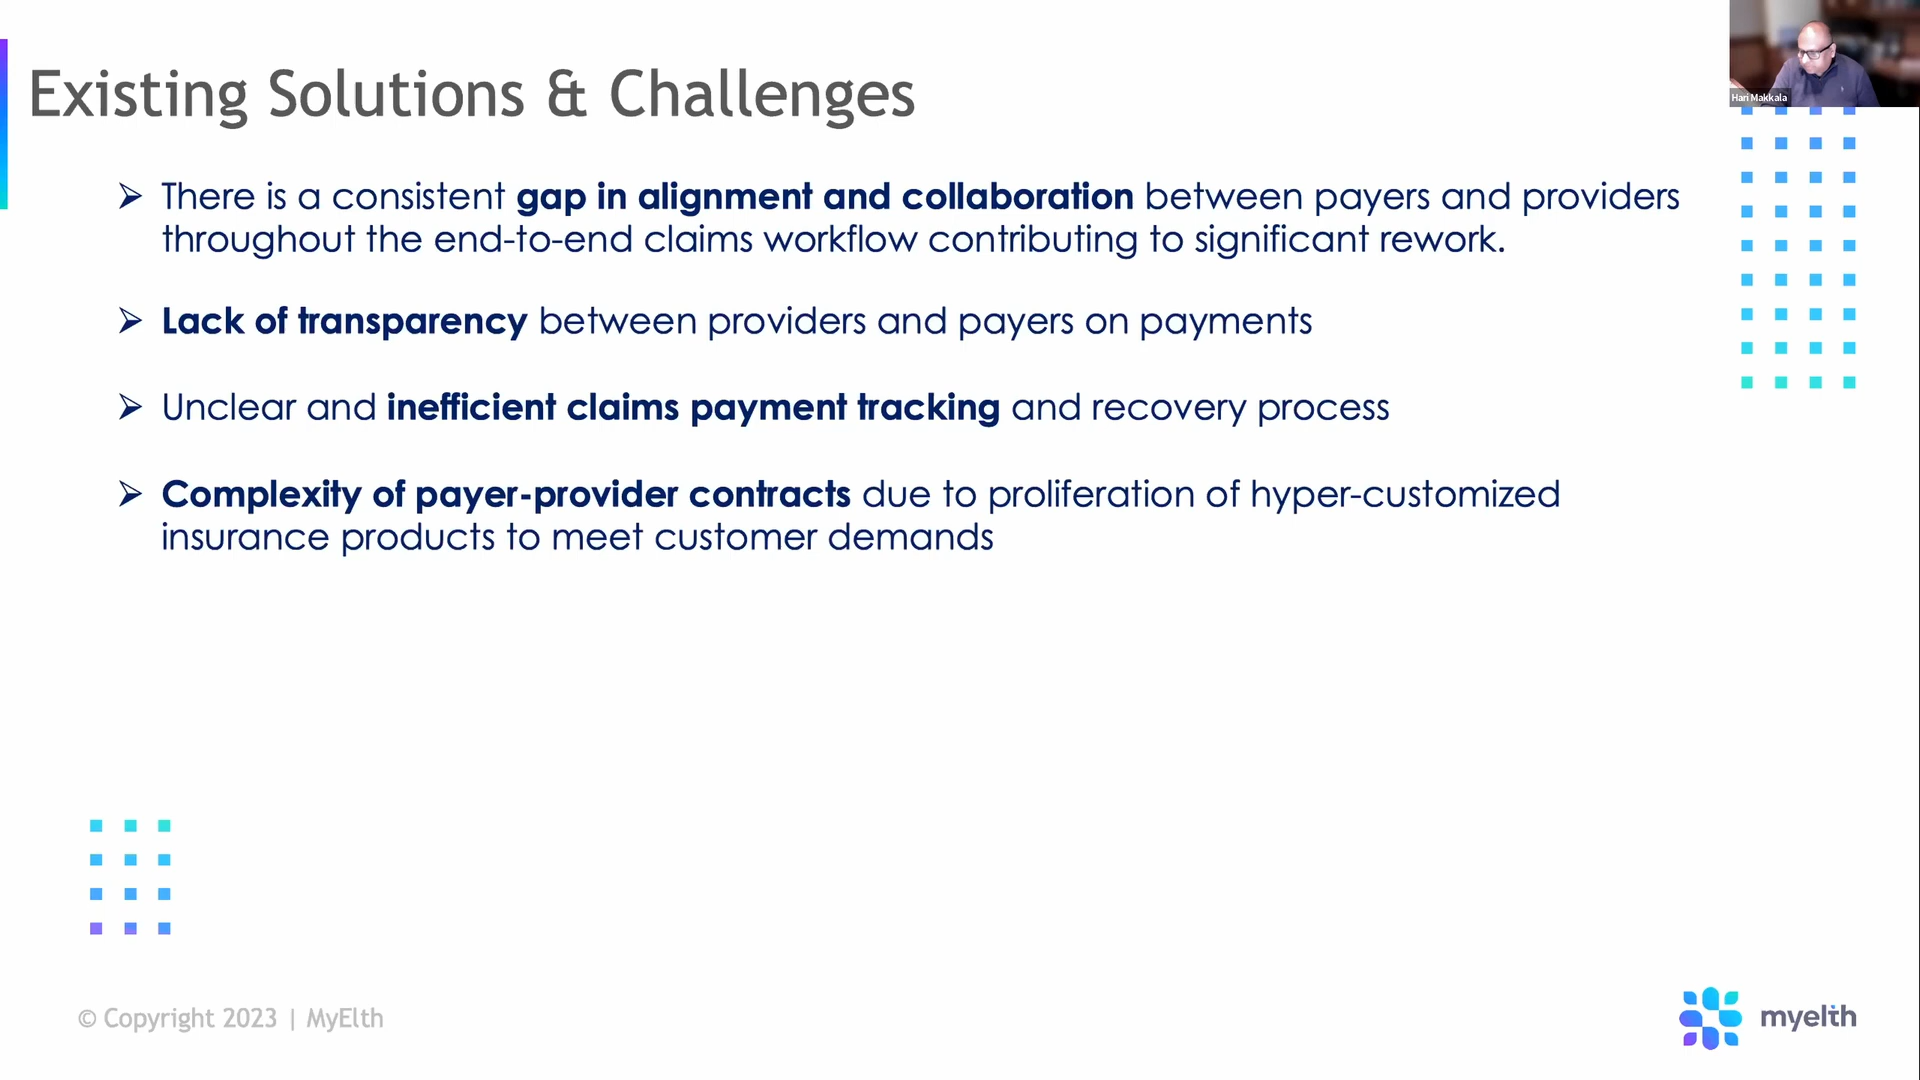 Existing Solutions & Challenges
Hari Makkala
➢ There is a consistent gap in alignment and collaboration between payers and providers
throughout the end-to-end claims workflow contributing to significant rework.
➢ Lack of transparency between providers and payers on payments
➢ Unclear and inefficient claims payment tracking and recovery process
➢ Complexity of payer-provider contracts due to proliferation of hyper-customized
insurance products to meet customer demands
© Copyright 2023 | MyElth
myelth